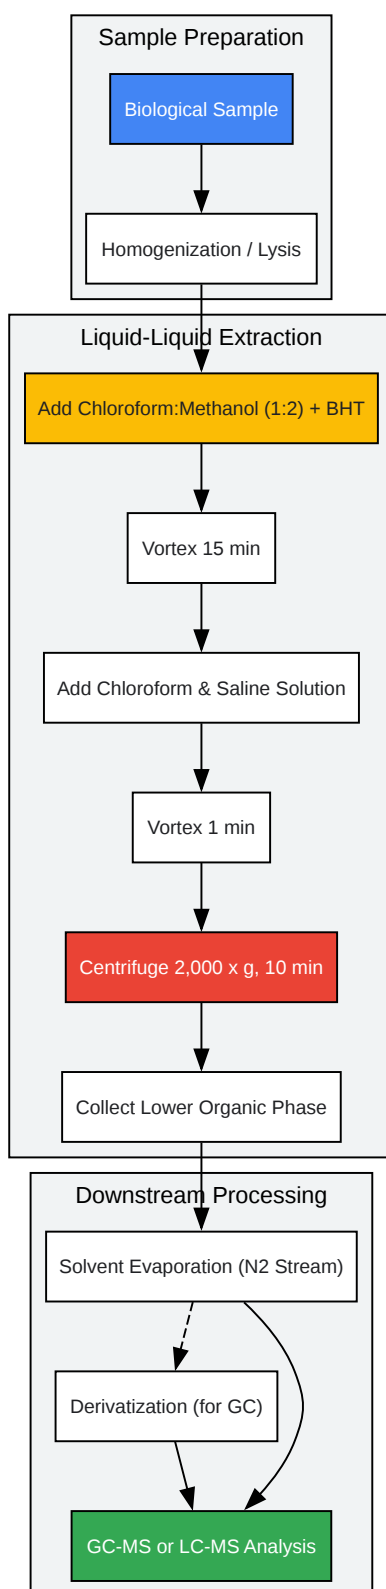 Sample Preparation
Biological Sample
Homogenization / Lysis
Liquid-Liquid Extraction
Add Chloroform:Methanol (1:2) + BHT
Vortex 15 min
Add Chloroform & Saline Solution
Vortex 1 min
Centrifuge 2,000 x g, 10 min
Collect Lower Organic Phase
Downstream Processing
Solvent Evaporation (N2 Stream)
Derivatization (for GC)
GC-MS or LC-MS Analysis